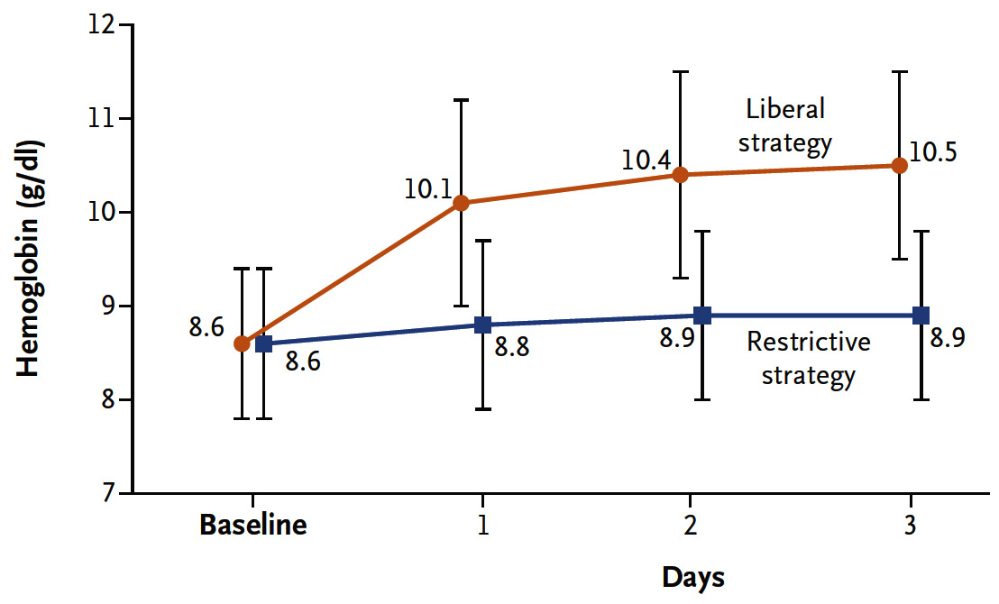 12
11
10
9
8
7
Hemoglobin (g/dl)
Liberal
strategy
10.5
10.4
10.1
8.6
8.6
8.8
8.9
8.9
Restrictive
strategy
Baseline
1
2
3
Days